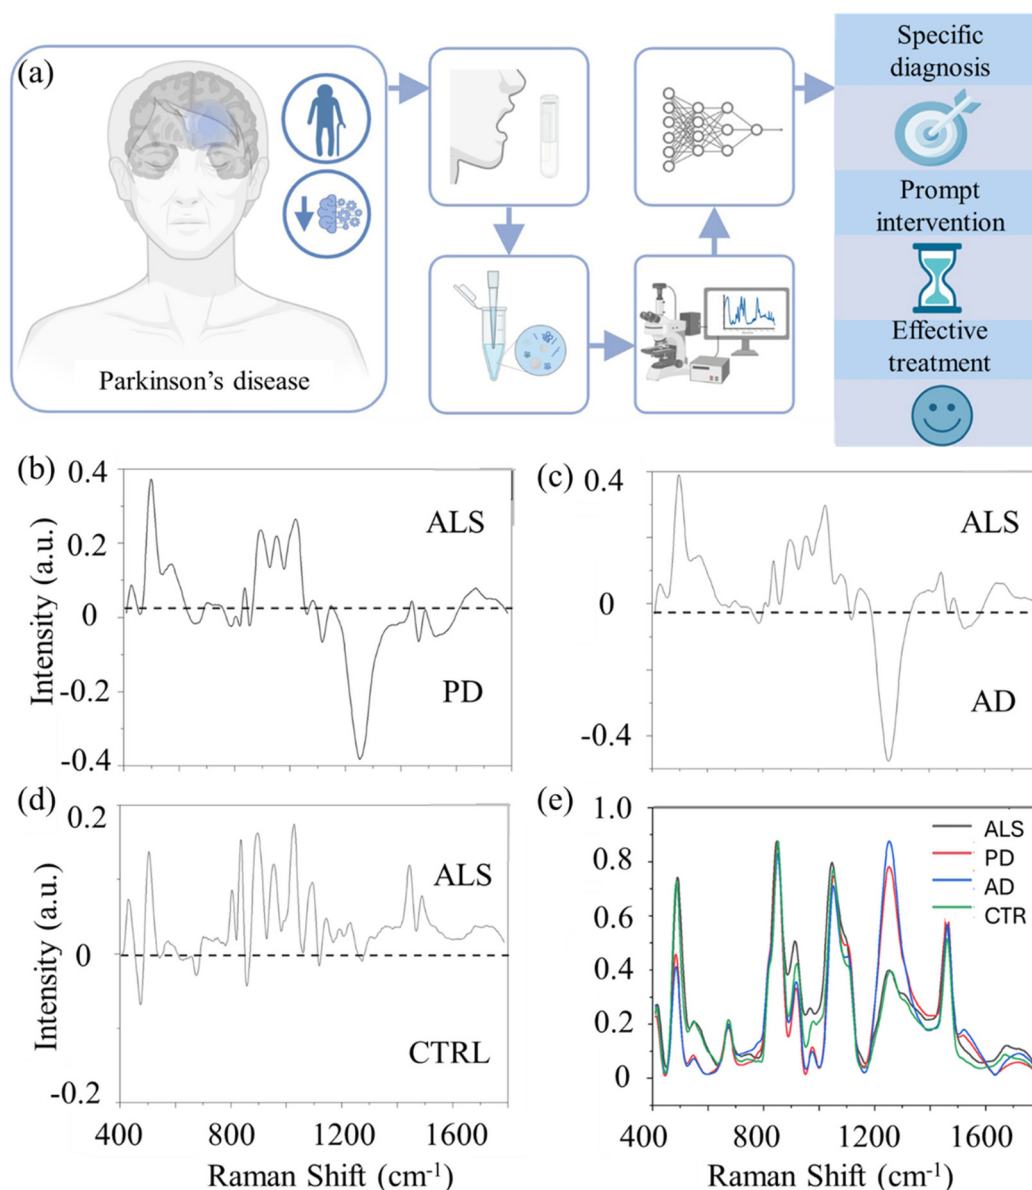 (a)
Parkinson's disease
Specific
diagnosis
Prompt
intervention
Effective
treatment
(b)
0.4
0.2
0
-0.2
-0.4
Intensity (a.u.)
ALS
PD
(c)
0.4
0
-0.4
ALS
AD
(d)
0.2
0
-0.2
Intensity (a.u.)
ALS
CTRL
400
800
1200
1600
Raman Shift (cm⁻¹)
(e)
1.0
0.8
0.6
0.4
0.2
0
ALS
PD
AD
CTR
400
800
1200
1600
Raman Shift (cm⁻¹)